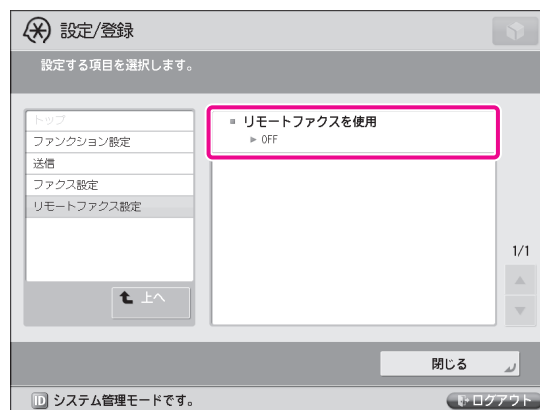 設定/登録
設定する項目を選択します。
トップ
ファンクション設定
送信
ファクス設定
リモートファクス設定
上へ
リモートファクスを使用
► OFF
1/1
閉じる
ID システム管理モードです。
ログアウト